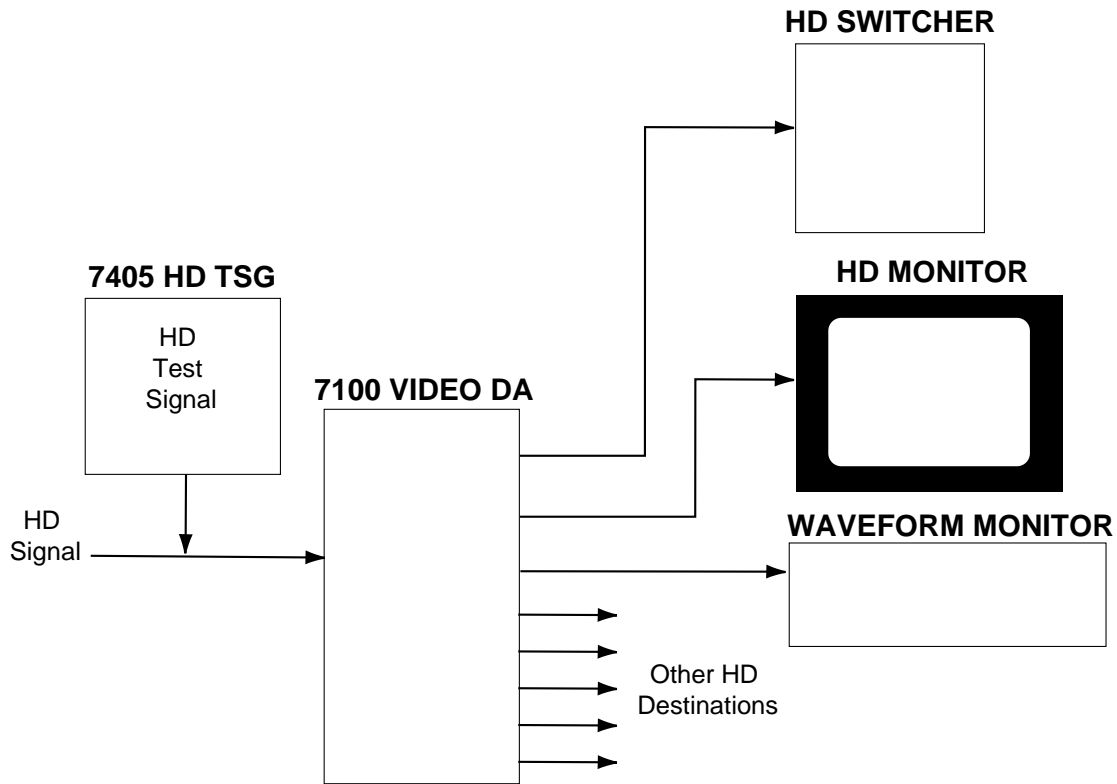 HD SWITCHER
HD MONITOR
7405 HD TSG
HD
Test
Signal
7100 VIDEO DA
HD
Signal
WAVEFORM MONITOR
Other HD
Destinations